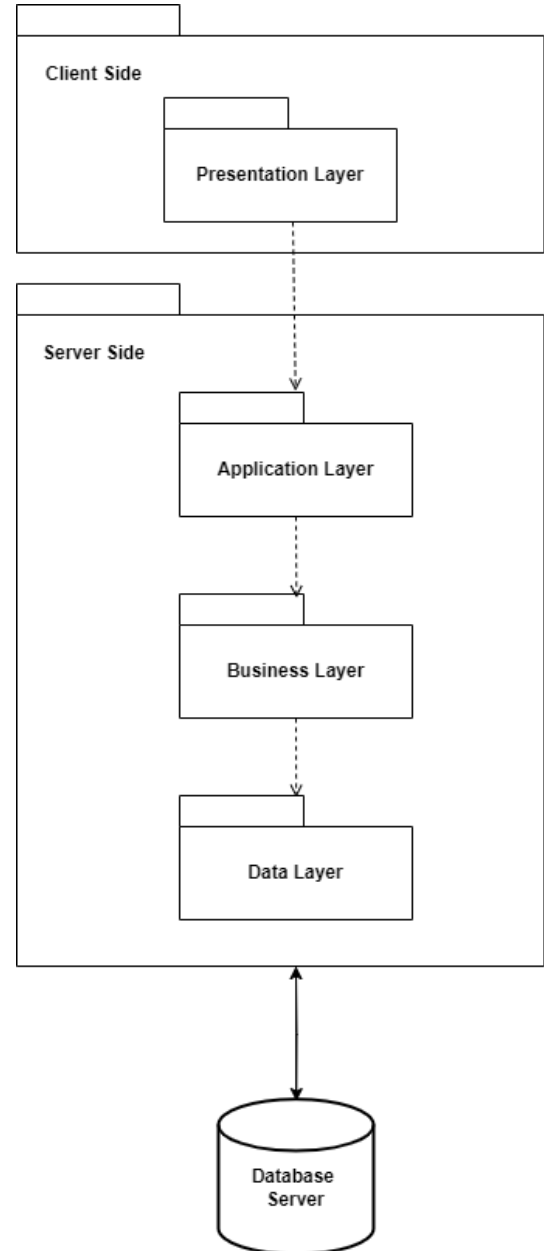 Client Side
Presentation Layer
Server Side
Application Layer
Business Layer
Data Layer
Database
Server